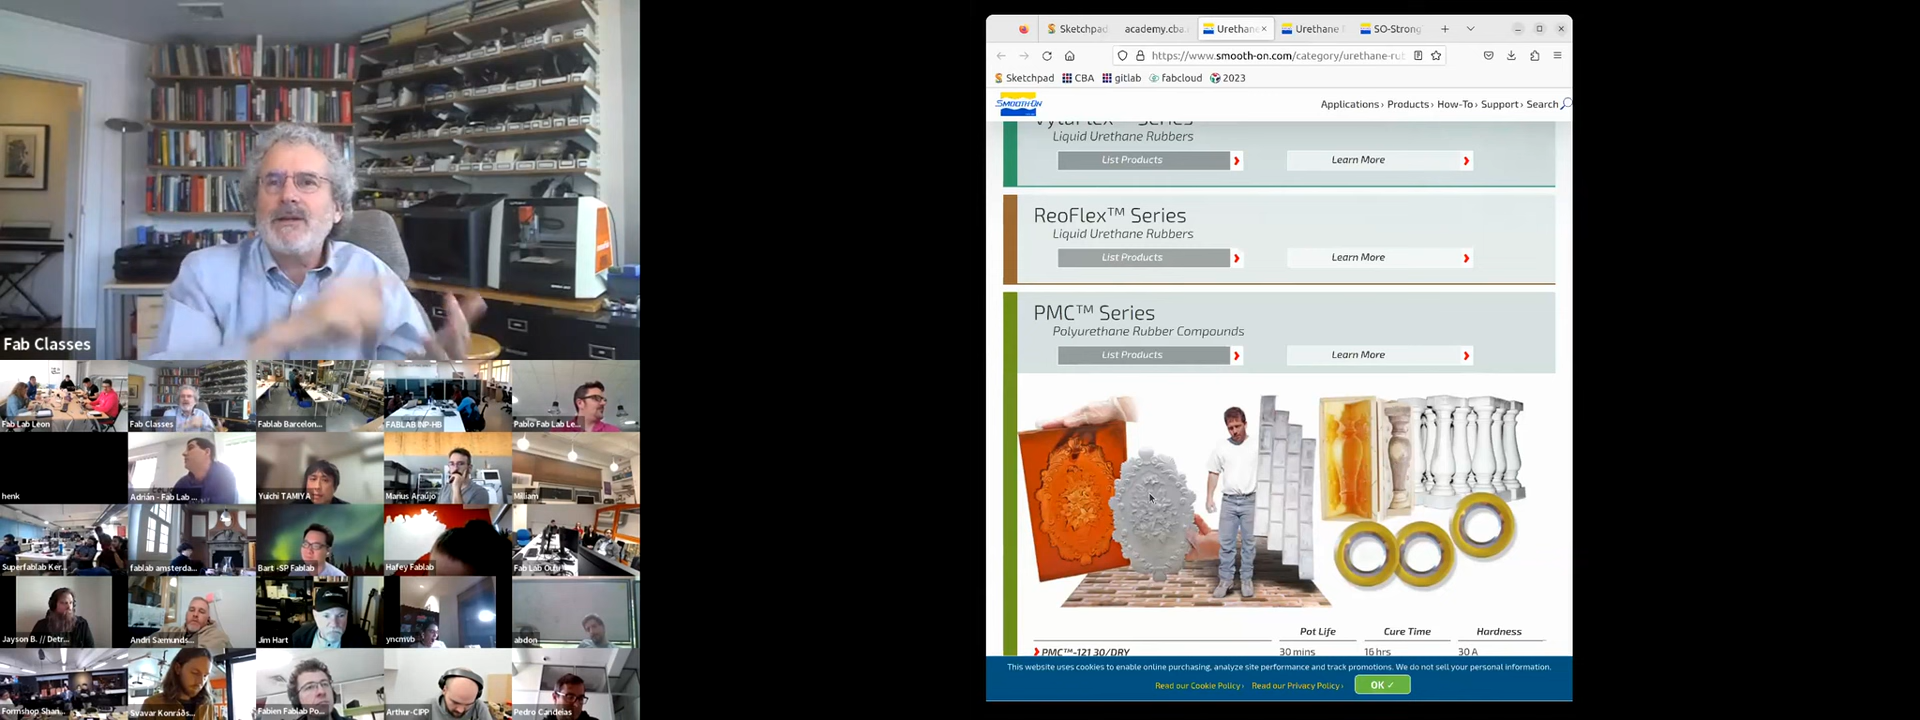 Fab Classes
Fab Lab Leon
Fab Classes
Fablab Barcelon...
FABLAB INP-HB
Pablo Fab Lab Le...
henk
Adrián - Fab Lab ...
Yuichi TAMIYA
Marius Araújo
Miliam
Superfablab Ker...
fablab amsterda...
Bart -SP Fablab
Hafey Fablab
Fab Lab Oulu
Jayson B. // Detr...
Andri Sæmunds...
Jim Hart
yncmvb
abdon
Formshop Shan...
Svavar Konráðs...
Fabien Fablab Po...
Arthur-CIPP
Pedro Candeias
Sketchpad
academy.cba.
Urethane
Urethane
SO-Strong
https://www.smooth-on.com/category/urethane-ru
Sketchpad CBA gitlab fabcloud 2023
SMOOTH-ON
Applications› Products› How-To› Support› Search
VytaFlex™ Series
Liquid Urethane Rubbers
List Products
Learn More
ReoFlex™ Series
Liquid Urethane Rubbers
List Products
Learn More
PMC™ Series
Polyurethane Rubber Compounds
List Products
Learn More
Pot Life Cure Time Hardness
PMC™-121 30/DRY 30 mins 16 hrs 30 A
This website uses cookies to enable online purchasing, analyze site performance and track promotions. We do not sell your personal information.
Read our Cookie Policy› Read our Privacy Policy› OK ✓